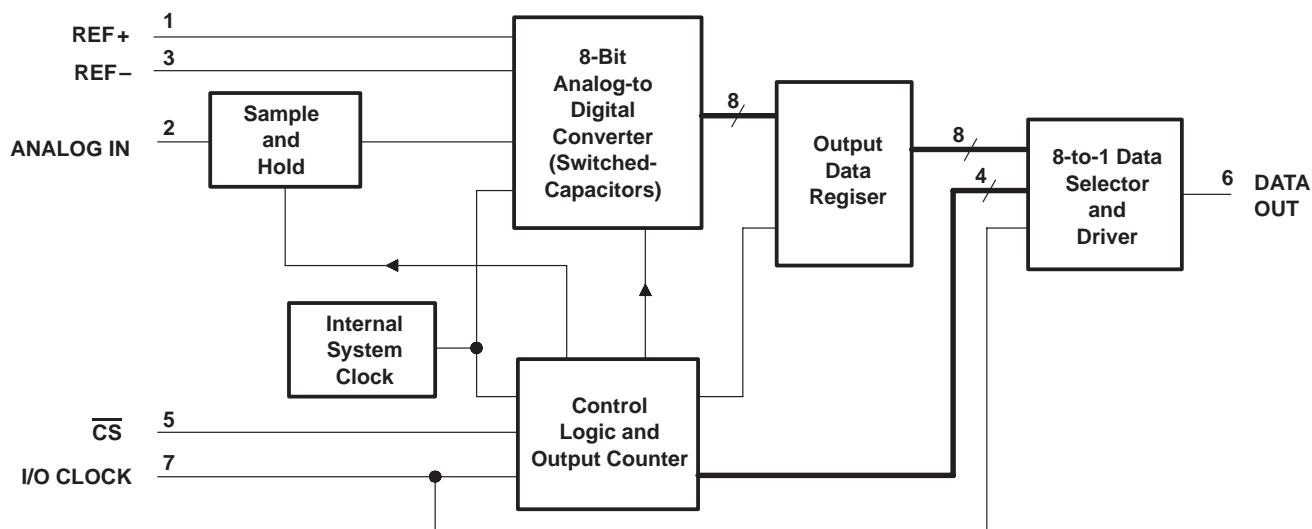 REF+
1
REF–
3
ANALOG IN
2
Sample
and
Hold
8-Bit
Analog-to
Digital
Converter
(Switched-
Capacitors)
8
Output
Data
Regiser
8
4
8-to-1 Data
Selector
and
Driver
6
DATA
OUT
Internal
System
Clock
CS
5
I/O CLOCK
7
Control
Logic and
Output Counter